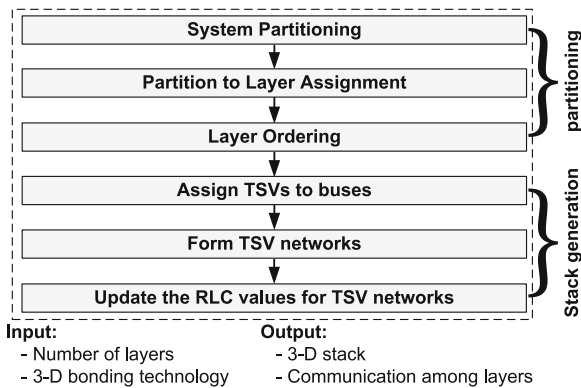 System Partitioning
Partition to Layer Assignment
Layer Ordering
partitioning
Assign TSVs to buses
Form TSV networks
Update the RLC values for TSV networks
Stack generation
Input:
- Number of layers
- 3-D bonding technology
Output:
- 3-D stack
- Communication among layers